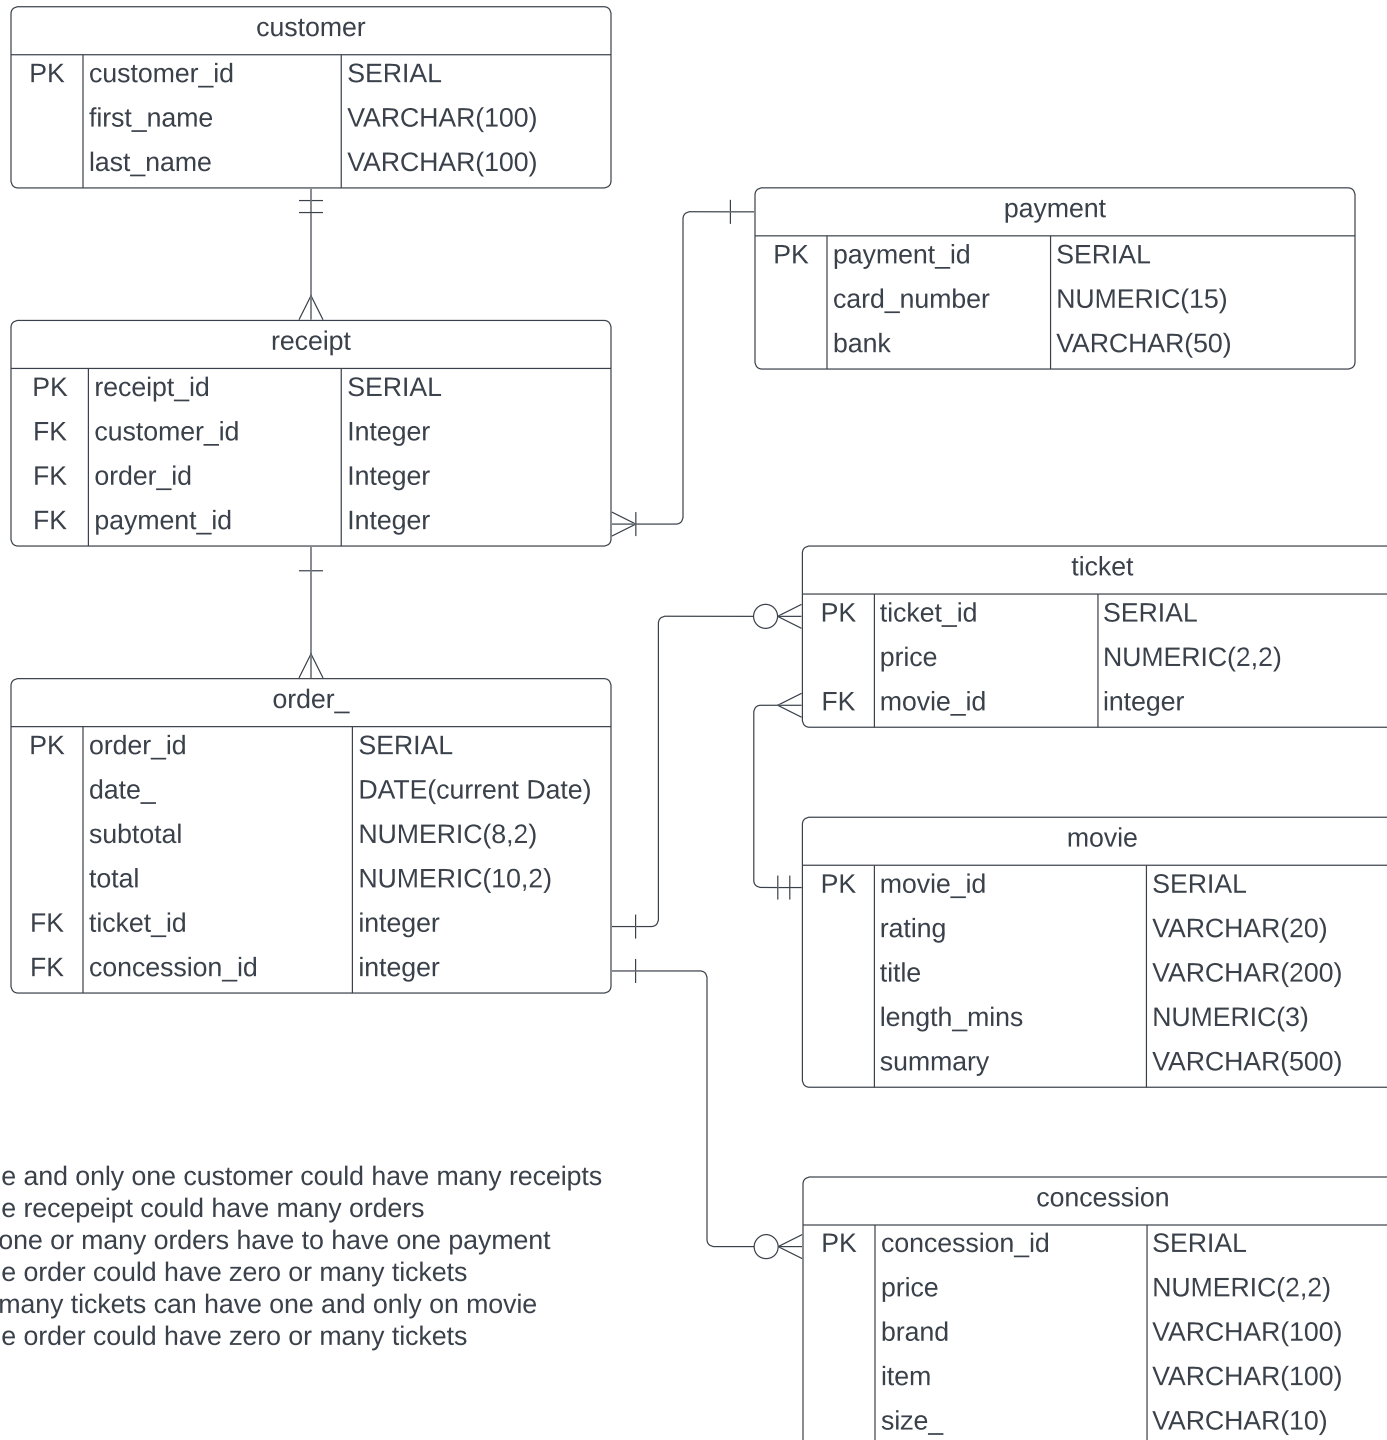 customer
PK customer_id SERIAL
first_name VARCHAR(100)
last_name VARCHAR(100)
payment
PK payment_id SERIAL
card_number NUMERIC(15)
bank VARCHAR(50)
receipt
PK receipt_id SERIAL
FK customer_id Integer
FK order_id Integer
FK payment_id Integer
ticket
PK ticket_id SERIAL
price NUMERIC(2,2)
FK movie_id integer
order_
PK order_id SERIAL
date_ DATE(current Date)
subtotal NUMERIC(8,2)
total NUMERIC(10,2)
FK ticket_id integer
FK concession_id integer
movie
PK movie_id SERIAL
rating VARCHAR(20)
title VARCHAR(200)
length_mins NUMERIC(3)
summary VARCHAR(500)
e and only one customer could have many receipts
e recepeipt could have many orders
one or many orders have to have one payment
e order could have zero or many tickets
many tickets can have one and only on movie
e order could have zero or many tickets
concession
PK concession_id SERIAL
price NUMERIC(2,2)
brand VARCHAR(100)
item VARCHAR(100)
size_ VARCHAR(10)